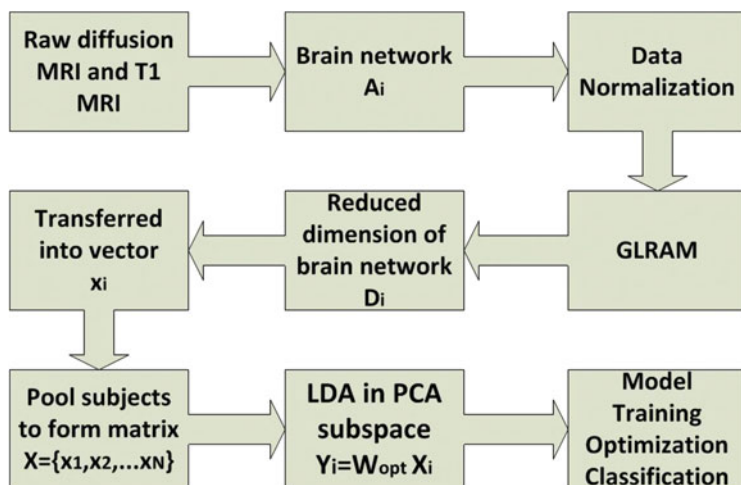 Raw diffusion
MRI and T1
MRI
Brain network
Ai
Data
Normalization
GLRAM
Reduced
dimension of
brain network
Di
Transferred
into vector
xi
Pool subjects
to form matrix
X={x1,x2,...xN}
LDA in PCA
subspace
Yi=Wopt Xi
Model
Training
Optimization
Classification